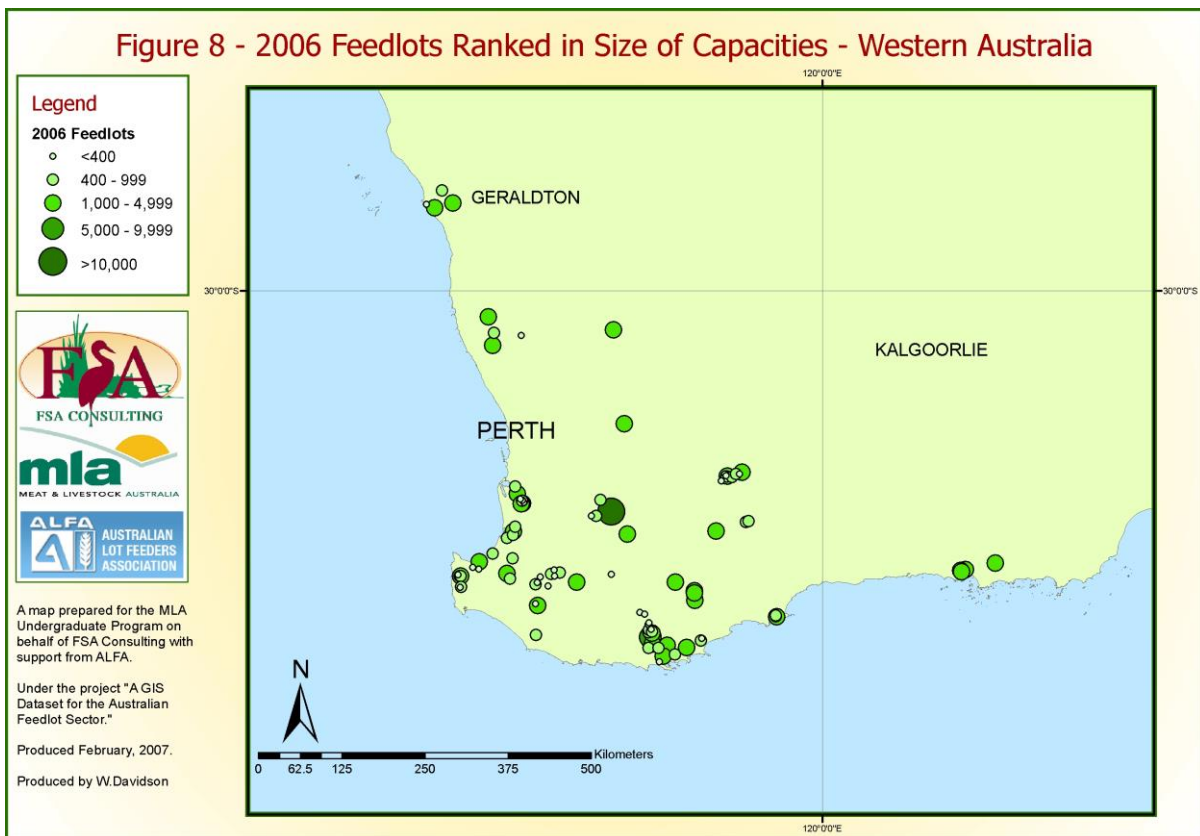 Figure 8 - 2006 Feedlots Ranked in Size of Capacities - Western Australia
Legend
2006 Feedlots
<400
400 - 999
1,000 - 4,999
5,000 - 9,999
>10,000
FSA
FSA CONSULTING
mla
MEAT & LIVESTOCK AUSTRALIA
ALFA
AUSTRALIAN
LOT FEEDERS
ASSOCIATION
A map prepared for the MLA
Undergraduate Program on
behalf of FSA Consulting with
support from ALFA.
Under the project "A GIS
Dataset for the Australian
Feedlot Sector."
Produced February, 2007.
Produced by W.Davidson
120°0'0"E
GERALDTON
30°0'0"S
30°0'0"S
KALGOORLIE
PERTH
N
Kilometers
0 62.5 125 250 375 500
120°0'0"E